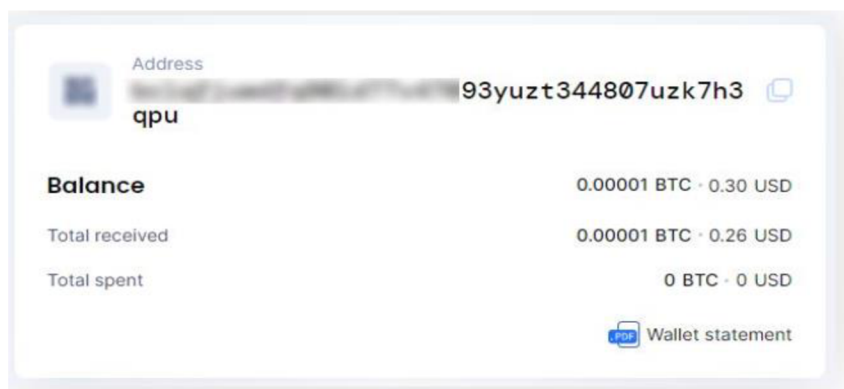 Address
93yuzt344807uzk7h3
qpu
Balance 0.00001 BTC · 0.30 USD
Total received 0.00001 BTC · 0.26 USD
Total spent 0 BTC · 0 USD
.PDF Wallet statement